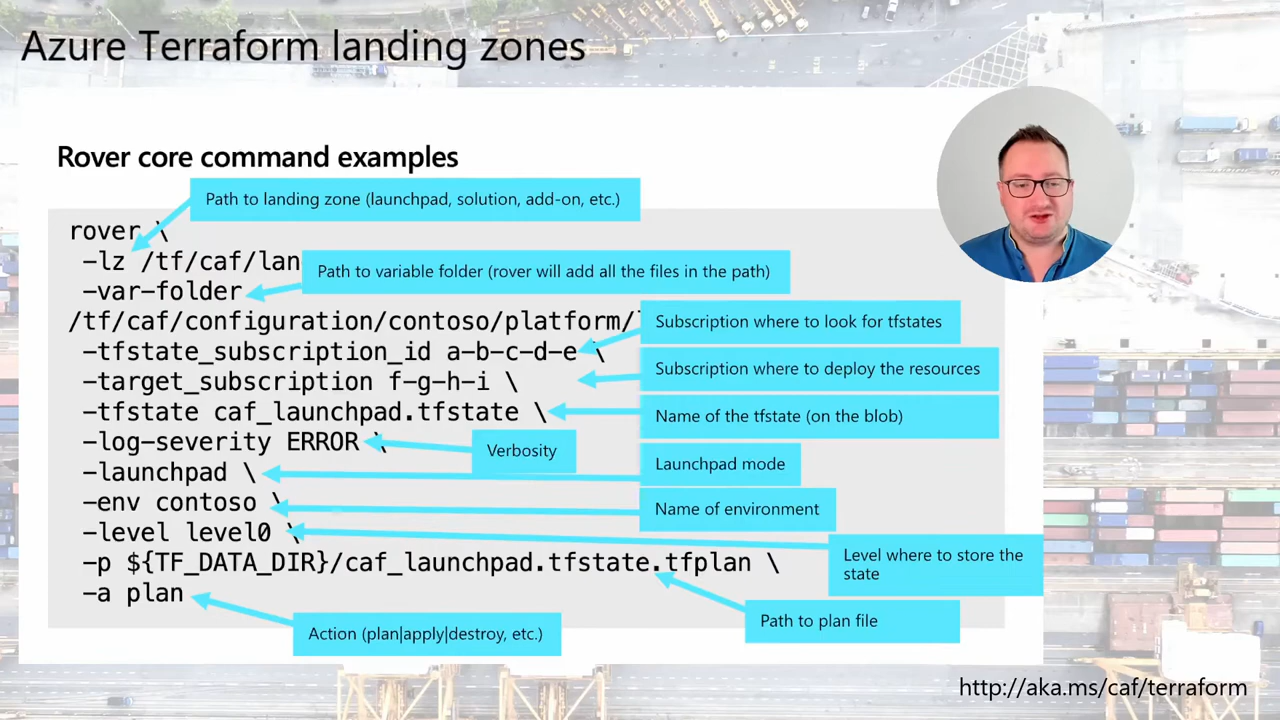 Azure Terraform landing zones
Rover core command examples
Path to landing zone (launchpad, solution, add-on, etc.)
rover \
-lz /tf/caf/lan
Path to variable folder (rover will add all the files in the path)
-var-folder
/tf/caf/configuration/contoso/platform/
Subscription where to look for tfstates
-tfstate_subscription_id a-b-c-d-e \
Subscription where to deploy the resources
-target_subscription f-g-h-i \
Name of the tfstate (on the blob)
-tfstate caf_launchpad.tfstate \
-log-severity ERROR \
Verbosity
Launchpad mode
-launchpad \
-env contoso \
Name of environment
-level level0 \
Level where to store the
state
-p ${TF_DATA_DIR}/caf_launchpad.tfstate.tfplan \
-a plan
Path to plan file
Action (plan|apply|destroy, etc.)
http://aka.ms/caf/terraform